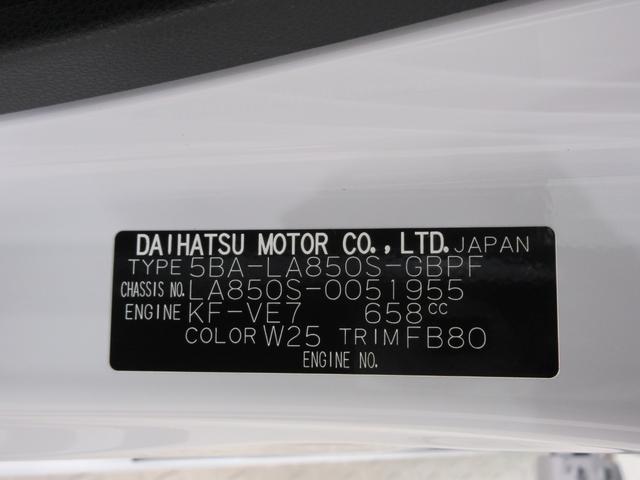 DAIHATSU MOTOR CO., LTD. JAPAN
TYPE 5BA-LA850S-GBPF
CHASSIS NO. LA850S-0051955
ENGINE KF-VE7 658cc
COLOR W25 TRIM FB80
ENGINE NO.